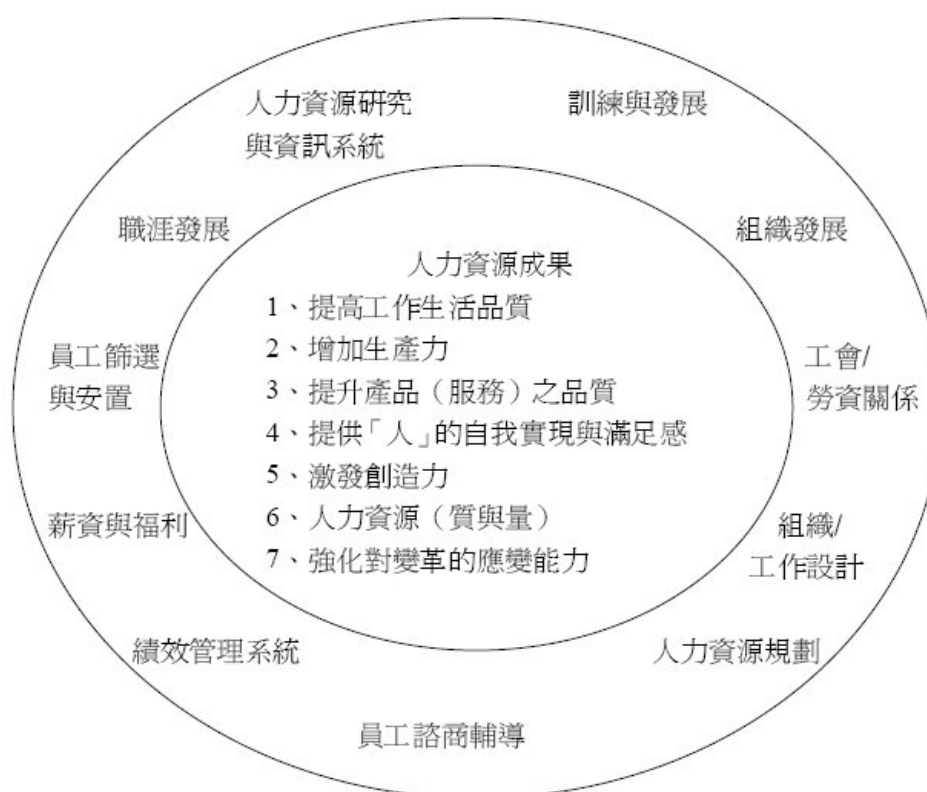 人力資源研究
與資訊系統
訓練與發展
職涯發展
組織發展
人力資源成果
1、提高工作生活品質
2、增加生產力
3、提升產品（服務）之品質
4、提供「人」的自我實現與滿足感
5、激發創造力
6、人力資源（質與量）
7、強化對變革的應變能力
員工篩選
與安置
工會/
勞資關係
薪資與福利
組織/
工作設計
績效管理系統
人力資源規劃
員工諮商輔導